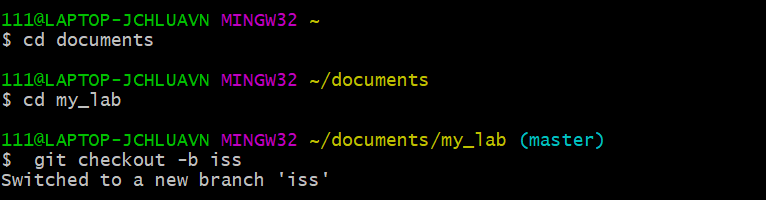 111@LAPTOP-JCHLUAVN MINGW32 ~
$ cd documents
111@LAPTOP-JCHLUAVN MINGW32 ~/documents
$ cd my_lab
111@LAPTOP-JCHLUAVN MINGW32 ~/documents/my_lab (master)
$  git checkout -b iss
Switched to a new branch 'iss'